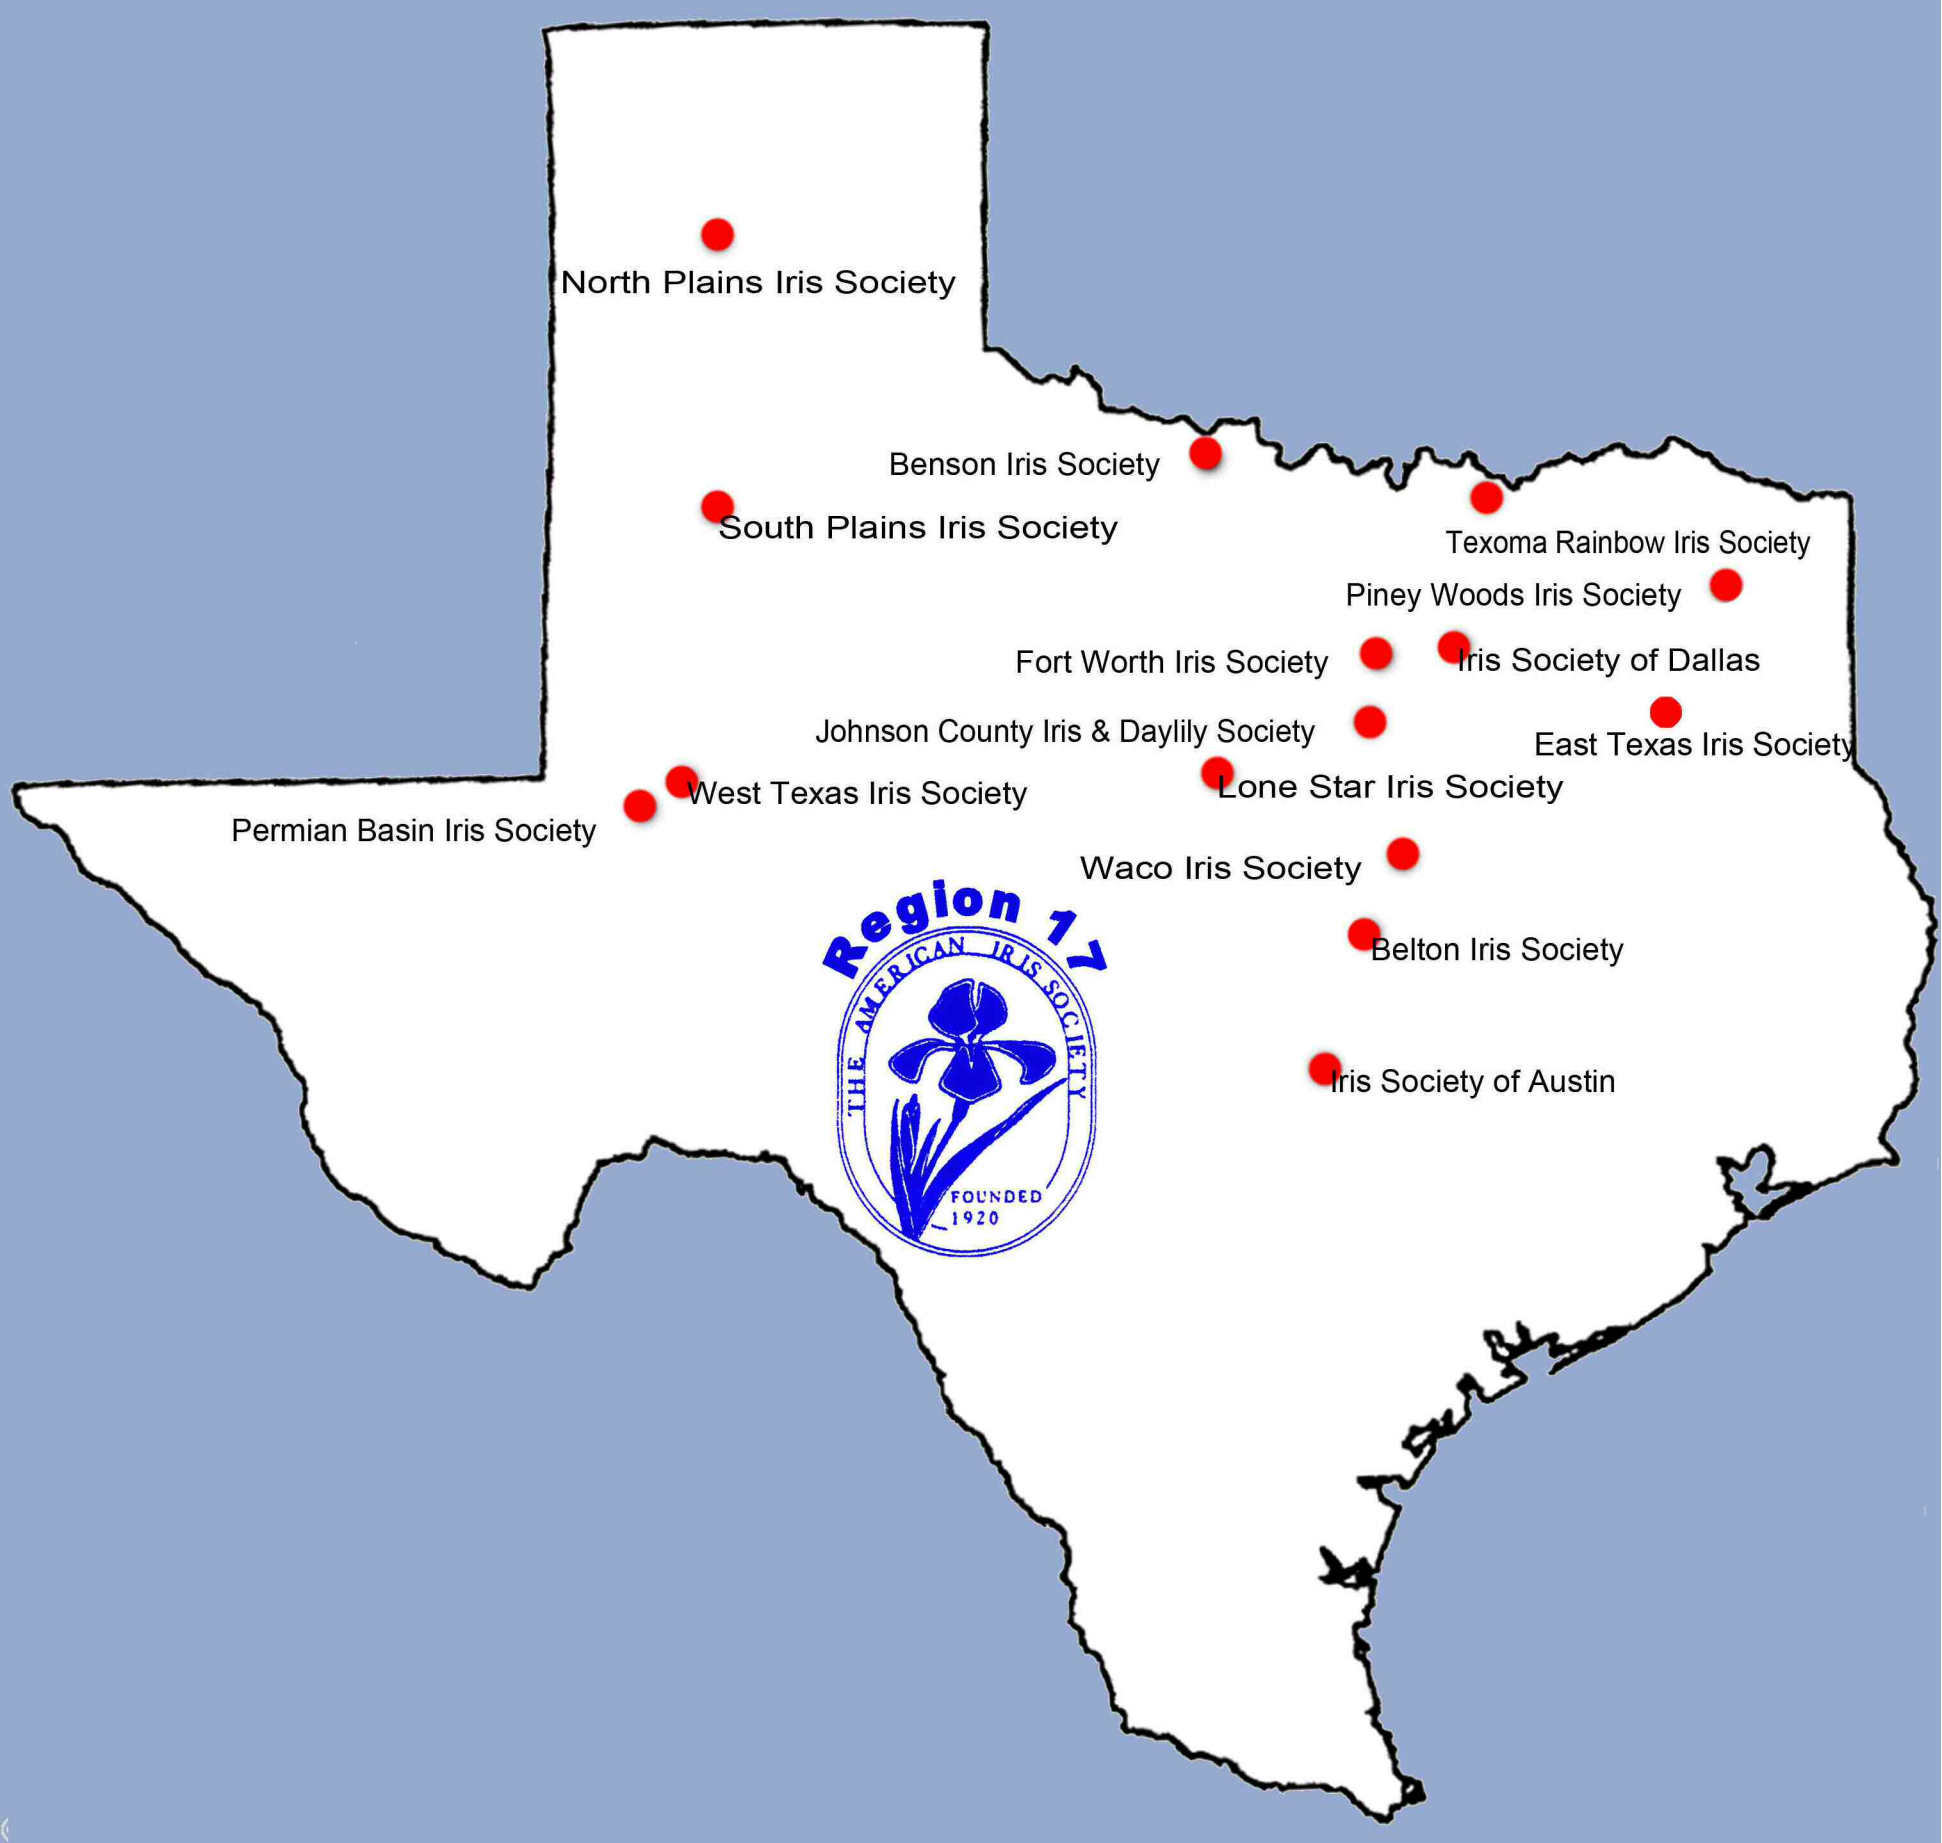 North Plains Iris Society
Benson Iris Society
South Plains Iris Society
Texoma Rainbow Iris Society
Piney Woods Iris Society
Fort Worth Iris Society
Iris Society of Dallas
Johnson County Iris & Daylily Society
East Texas Iris Society
West Texas Iris Society
Lone Star Iris Society
Permian Basin Iris Society
Waco Iris Society
Region 17
THE AMERICAN IRIS SOCIETY
Belton Iris Society
Iris Society of Austin
FOUNDED
1920